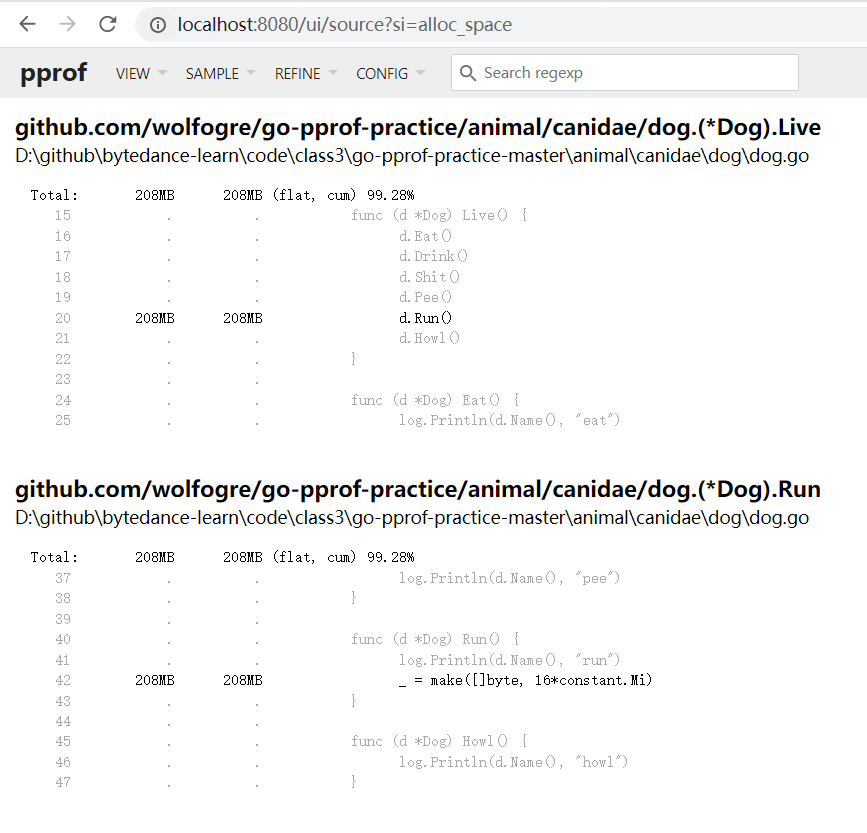 localhost:8080/ui/source?si=alloc_space
pprof VIEW SAMPLE REFINE CONFIG Search regexp
github.com/wolfogre/go-pprof-practice/animal/canidae/dog.(*Dog).Live
D:\github\bytedance-learn\code\class3\go-pprof-practice-master\animal\canidae\dog\dog.go
Total: 208MB 208MB (flat, cum) 99.28%
15 . . func (d *Dog) Live() {
16 . . d.Eat()
17 . . d.Drink()
18 . . d.Shit()
19 . . d.Pee()
20 208MB 208MB d.Run()
21 . . d.Howl()
22 . . }
23 . .
24 . . func (d *Dog) Eat() {
25 . . log.Println(d.Name(), "eat")
github.com/wolfogre/go-pprof-practice/animal/canidae/dog.(*Dog).Run
D:\github\bytedance-learn\code\class3\go-pprof-practice-master\animal\canidae\dog\dog.go
Total: 208MB 208MB (flat, cum) 99.28%
37 . . log.Println(d.Name(), "pee")
38 . . }
39 . .
40 . . func (d *Dog) Run() {
41 . . log.Println(d.Name(), "run")
42 208MB 208MB _ = make([]byte, 16*constant.Mi)
43 . . }
44 . .
45 . . func (d *Dog) Howl() {
46 . . log.Println(d.Name(), "howl")
47 . . }